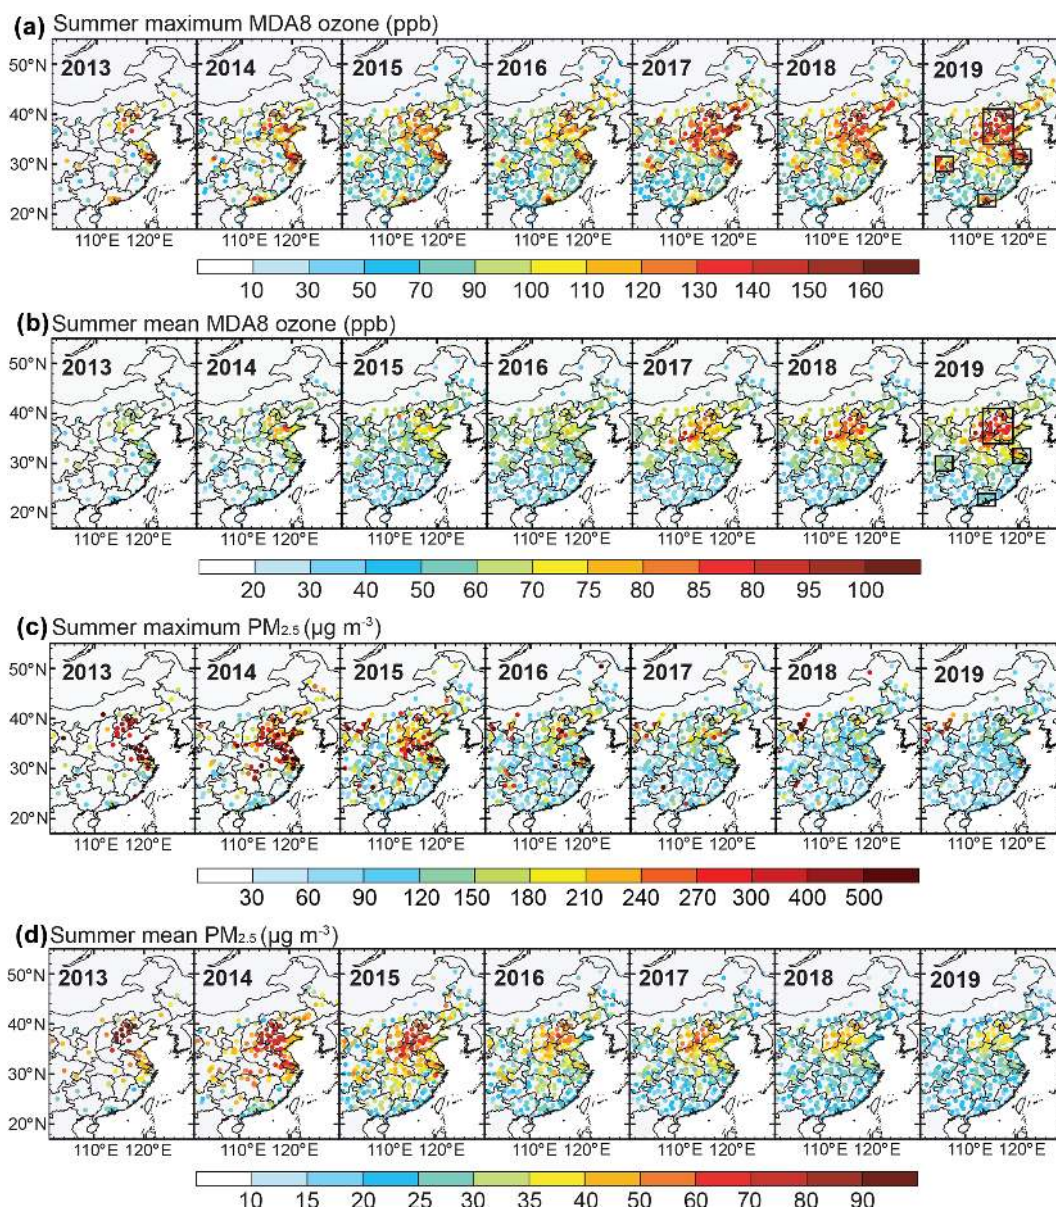 (a) Summer maximum MDA8 ozone (ppb)
50°N 2013 2014 2015 2016 2017 2018 2019
40°N
30°N
20°N
110°E 120°E 110°E 120°E 110°E 120°E 110°E 120°E 110°E 120°E 110°E 120°E 110°E 120°E
10 30 50 70 90 100 110 120 130 140 150 160
(b) Summer mean MDA8 ozone (ppb)
50°N 2013 2014 2015 2016 2017 2018 2019
40°N
30°N
20°N
110°E 120°E 110°E 120°E 110°E 120°E 110°E 120°E 110°E 120°E 110°E 120°E 110°E 120°E
20 30 40 50 60 70 75 80 85 80 95 100
(c) Summer maximum PM2.5 (µg m-3)
50°N 2013 2014 2015 2016 2017 2018 2019
40°N
30°N
20°N
110°E 120°E 110°E 120°E 110°E 120°E 110°E 120°E 110°E 120°E 110°E 120°E 110°E 120°E
30 60 90 120 150 180 210 240 270 300 400 500
(d) Summer mean PM2.5 (µg m-3)
50°N 2013 2014 2015 2016 2017 2018 2019
40°N
30°N
20°N
110°E 120°E 110°E 120°E 110°E 120°E 110°E 120°E 110°E 120°E 110°E 120°E 110°E 120°E
10 15 20 25 30 35 40 50 60 70 80 90